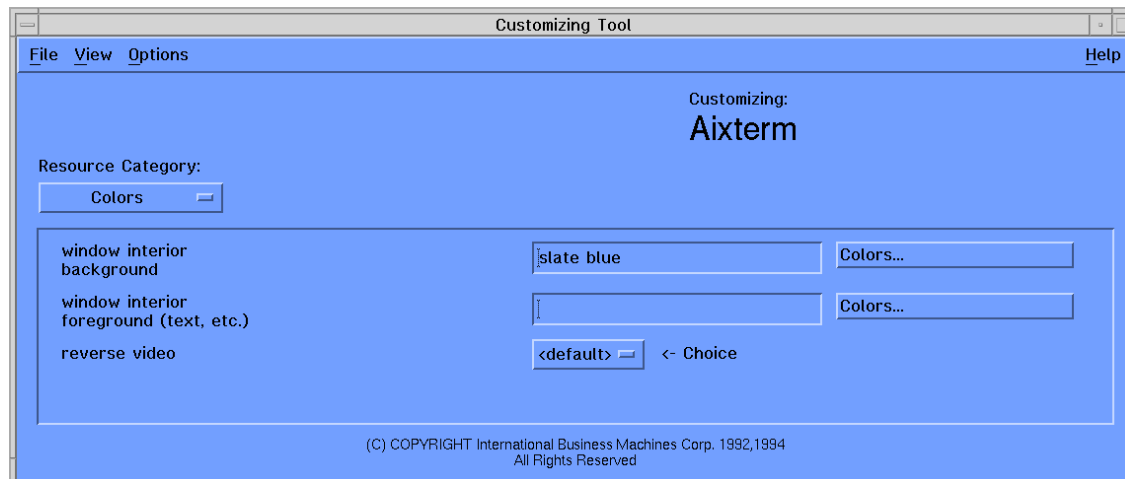 Customizing Tool
File View Options Help
Customizing:
Aixterm
Resource Category:
Colors
window interior
background
slate blue
Colors...
window interior
foreground (text, etc.)
Colors...
reverse video
<default>
<- Choice
(C) COPYRIGHT International Business Machines Corp. 1992,1994
All Rights Reserved